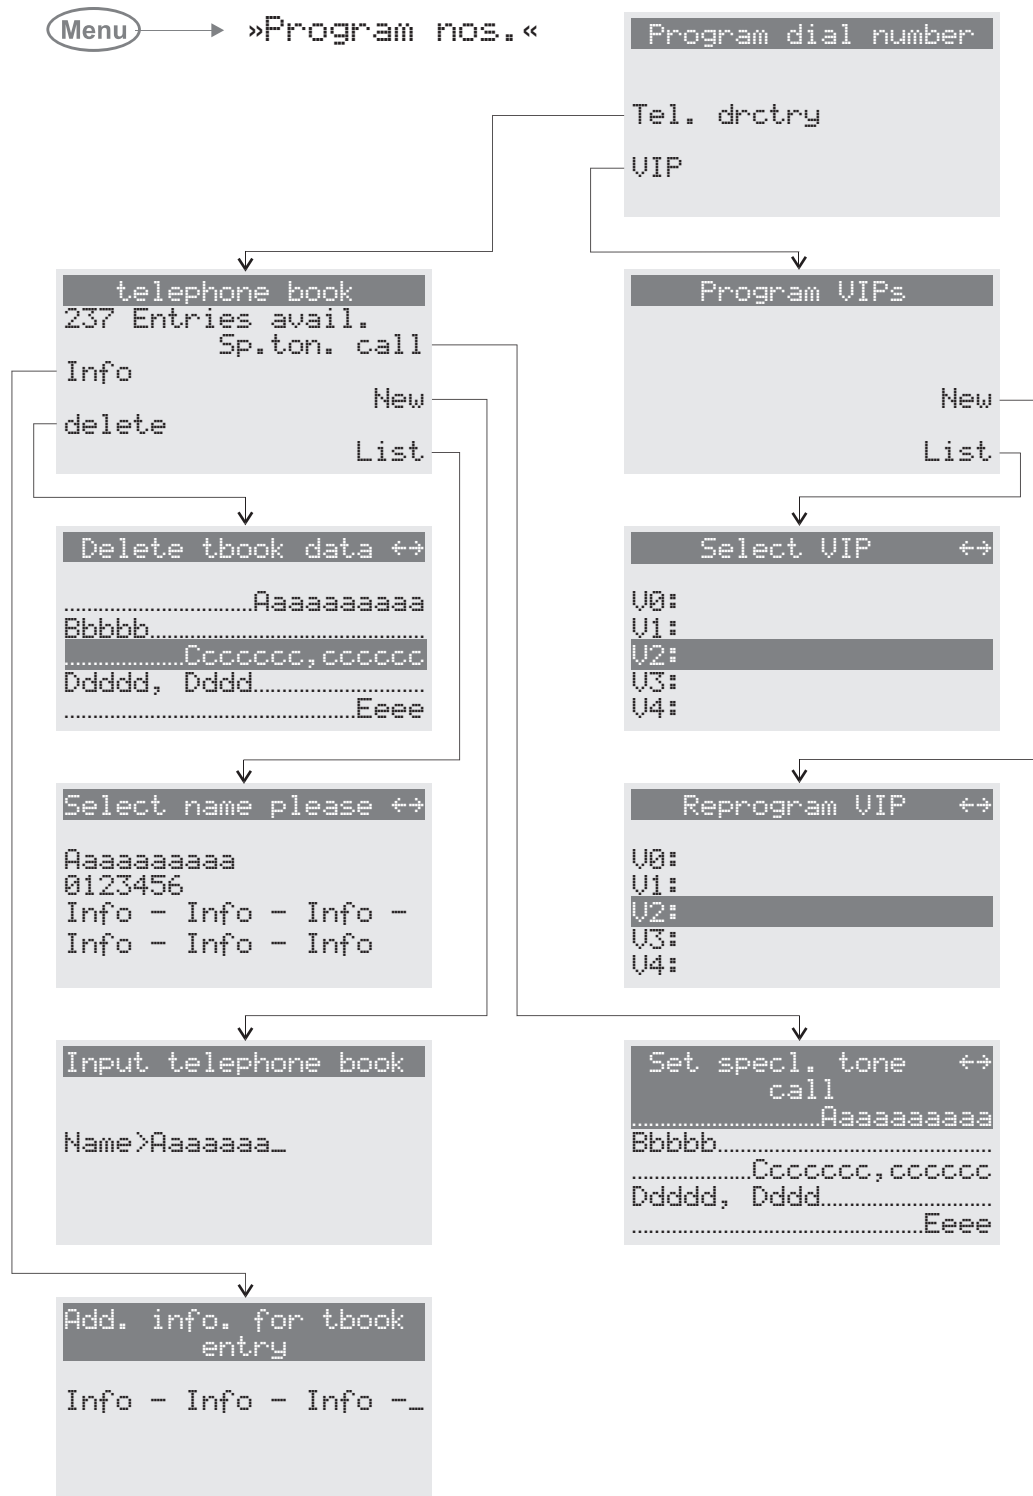 Menu »Program nos.«
Program dial number
Tel. drctry
VIP
telephone book
237 Entries avail.
Sp.ton. call
Info
New
delete
List
Program VIPs
New
List
Delete tbook data ←→
................................Aaaaaaaaaa
Bbbbb................................................
.....................Ccccccc,cccccc
Ddddd, Dddd..............................
...................................................Eeee
Select VIP ←→
V0:
V1:
V2:
V3:
V4:
Select name please ←→
Aaaaaaaaaa
0123456
Info - Info - Info -
Info - Info - Info
Reprogram VIP ←→
V0:
V1:
V2:
V3:
V4:
Input telephone book
Name>Aaaaaaa_
Set specl. tone ←→
call
................................Aaaaaaaaaa
Bbbbb................................................
.....................Ccccccc,cccccc
Ddddd, Dddd..............................
...................................................Eeee
Add. info. for tbook
entry
Info - Info - Info -_